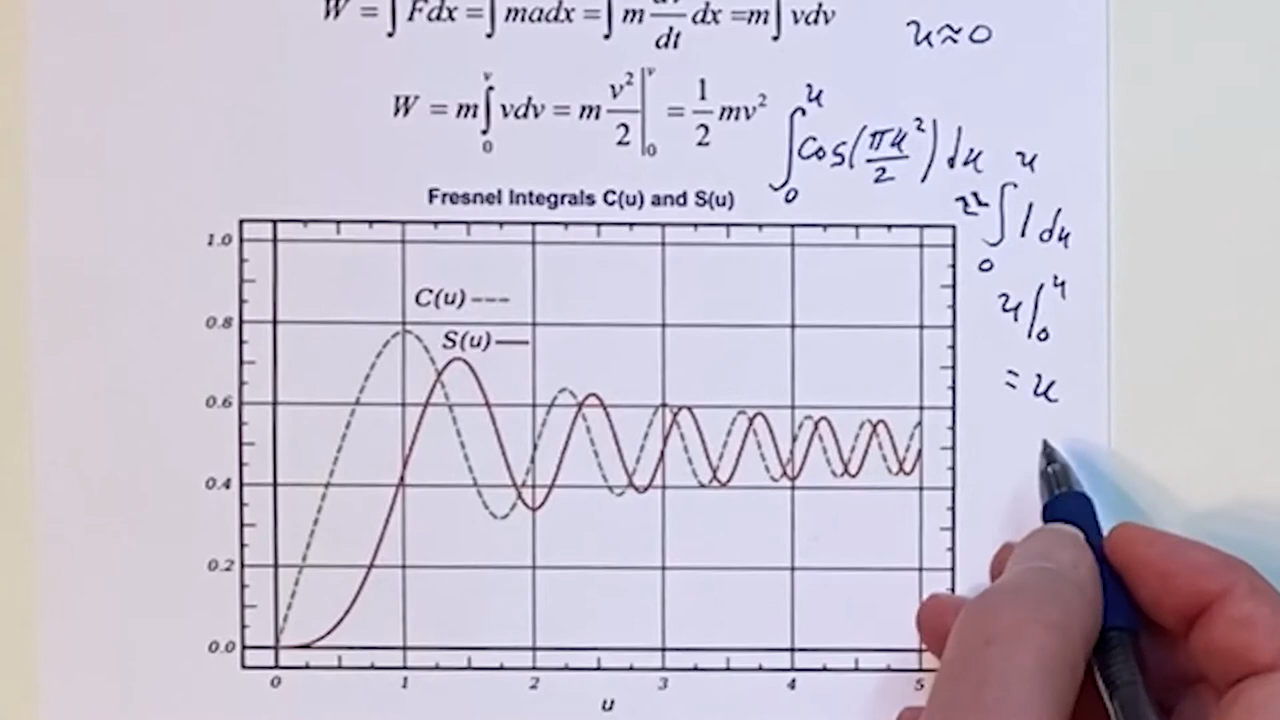 W = ∫ Fdx = ∫ madx = ∫ m dv/dt dx =m∫ vdv
u≈0
W = m ∫₀ᵛ vdv = m v²/2 |₀ᵛ = 1/2 mv²
∫₀ᵘ cos(πu²/2) du
≈ ∫₀ᵘ 1 du
u|₀ᵘ
= u
Fresnel Integrals C(u) and S(u)
1.0
0.8
0.6
0.4
0.2
0.0
C(u) ---
S(u) —
0 1 2 3 4 5
u